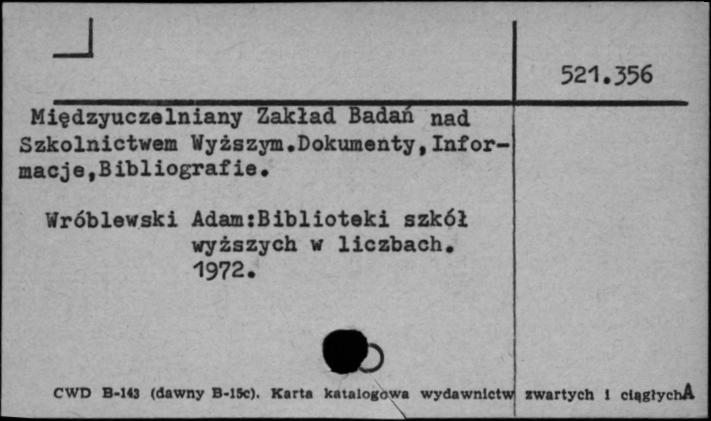 521.356
Międzyuczelniany Zakład Badań nad
Szkolnictwem Wyższym.Dokumenty,Infor-
macje,Bibliografie.
Wróblewski Adam:Biblioteki szkół
wyższych w liczbach.
1972.
CWD B-143 (dawny B-15c). Karta katalogowa wydawnictw zwartych i ciągłych A